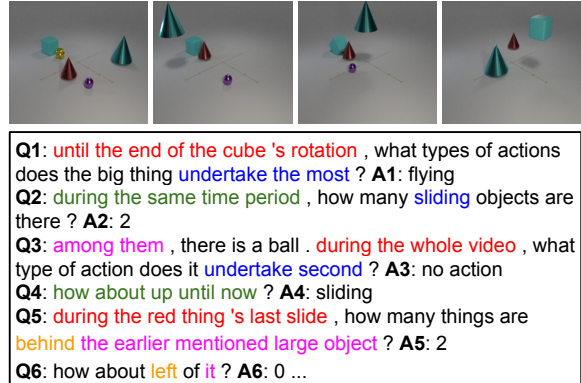 Q1: until the end of the cube 's rotation , what types of actions
does the big thing undertake the most ? A1: flying
Q2: during the same time period , how many sliding objects are
there ? A2: 2
Q3: among them , there is a ball . during the whole video , what
type of action does it undertake second ? A3: no action
Q4: how about up until now ? A4: sliding
Q5: during the red thing 's last slide , how many things are
behind the earlier mentioned large object ? A5: 2
Q6: how about left of it ? A6: 0 ...